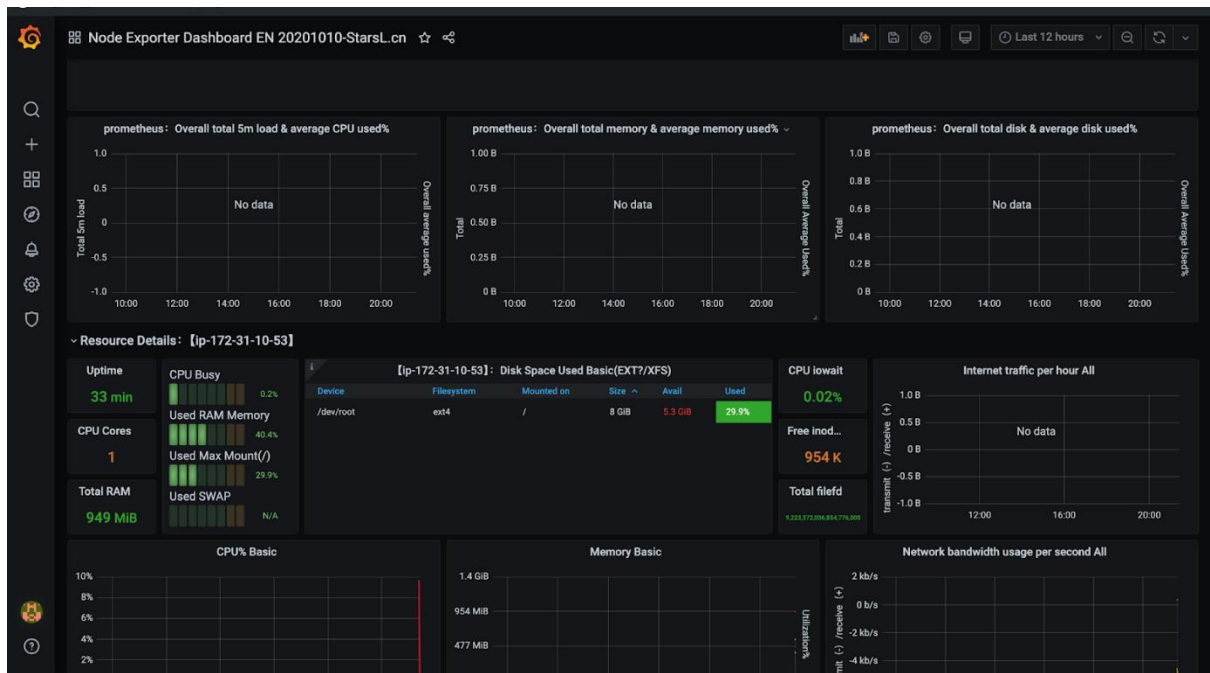 Node Exporter Dashboard EN 20201010-StarsL.cn
Last 12 hours
prometheus：Overall total 5m load & average CPU used%
1.0
0.5
0
-0.5
-1.0
Total 5m load
Overall average used%
No data
10:00 12:00 14:00 16:00 18:00 20:00
prometheus：Overall total memory & average memory used%
1.00 B
0.75 B
0.50 B
0.25 B
0 B
Total
Overall Average Used%
No data
10:00 12:00 14:00 16:00 18:00 20:00
prometheus：Overall total disk & average disk used%
1.0 B
0.8 B
0.6 B
0.4 B
0.2 B
0 B
Total
Overall Average Used%
No data
10:00 12:00 14:00 16:00 18:00 20:00
Resource Details：【ip-172-31-10-53】
Uptime
33 min
CPU Cores
1
Total RAM
949 MiB
CPU Busy
0.2%
Used RAM Memory
40.4%
Used Max Mount(/)
29.9%
Used SWAP
N/A
i
【ip-172-31-10-53】：Disk Space Used Basic(EXT?/XFS)
Device Filesystem Mounted on Size Avail Used
/dev/root ext4 / 8 GiB 5.3 GiB 29.9%
CPU iowait
0.02%
Free inod...
954 K
Total filefd
9,223,372,036,854,776,000
Internet traffic per hour All
1.0 B
0.5 B
0 B
-0.5 B
-1.0 B
transmit (-) /receive (+)
No data
12:00 16:00 20:00
CPU% Basic
10%
8%
6%
4%
2%
Memory Basic
1.4 GiB
954 MiB
477 MiB
Utilization%
Network bandwidth usage per second All
2 kb/s
0 b/s
-2 kb/s
-4 kb/s
(-) /receive (+)